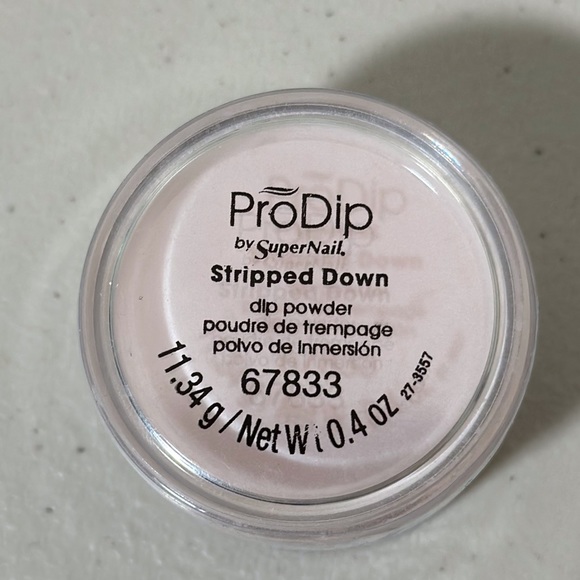 ProDip
by SuperNail.
Stripped Down
dip powder
poudre de trempage
polvo de inmersión
67833
11.34 g / Net Wt 0.4 oz
27-3557